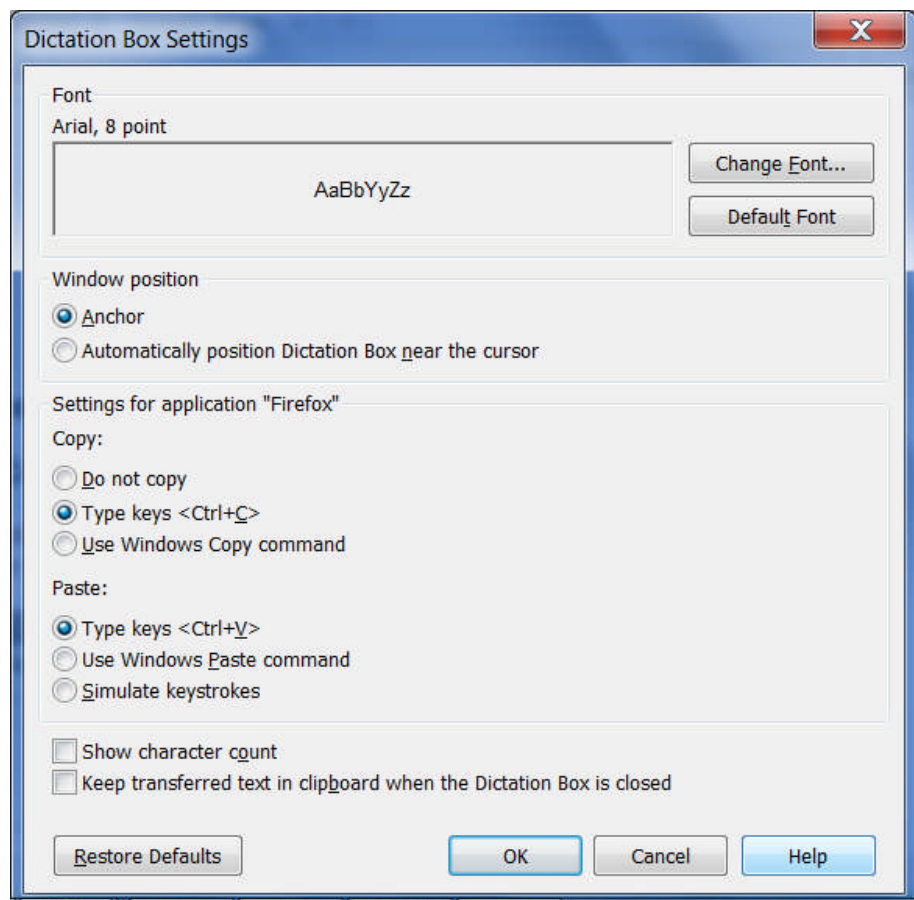 Dictation Box Settings
X
Font
Arial, 8 point
AaBbYyZz
Change Font...
Default Font
Window position
Anchor
Automatically position Dictation Box near the cursor
Settings for application "Firefox"
Copy:
Do not copy
Type keys <Ctrl+C>
Use Windows Copy command
Paste:
Type keys <Ctrl+V>
Use Windows Paste command
Simulate keystrokes
Show character count
Keep transferred text in clipboard when the Dictation Box is closed
Restore Defaults
OK
Cancel
Help